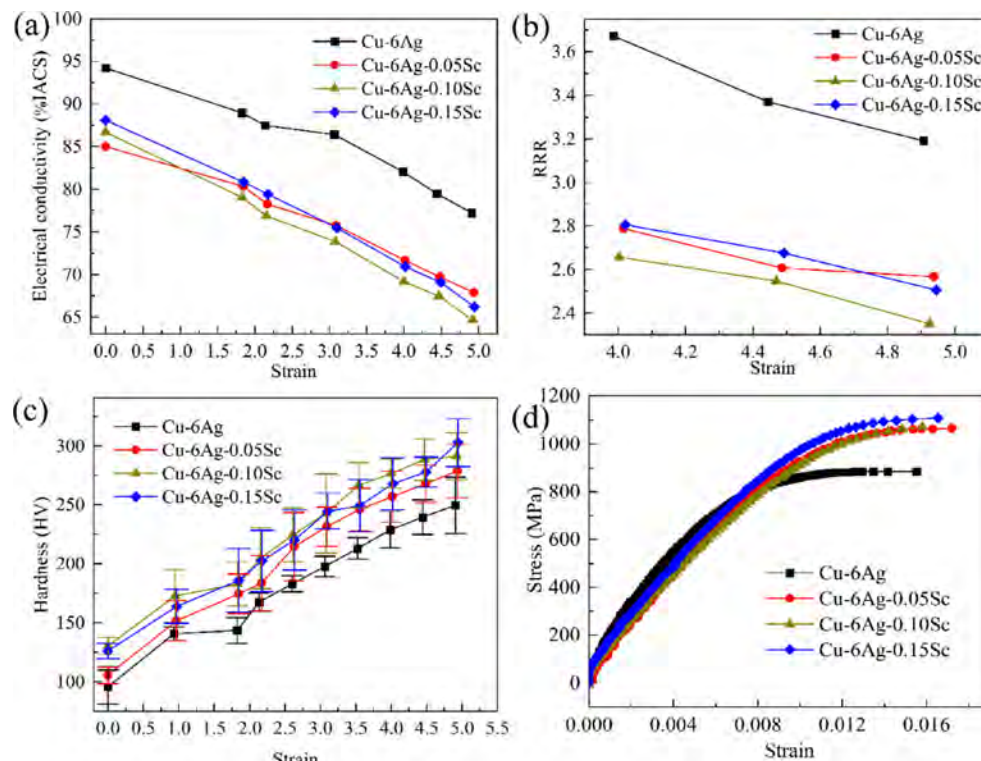 (a)
100
95
90
85
80
75
70
65
Electrical conductivity (%IACS)
Cu-6Ag
Cu-6Ag-0.05Sc
Cu-6Ag-0.10Sc
Cu-6Ag-0.15Sc
0.0 0.5 1.0 1.5 2.0 2.5 3.0 3.5 4.0 4.5 5.0
Strain
(b)
3.6
3.4
3.2
3.0
2.8
2.6
2.4
RRR
Cu-6Ag
Cu-6Ag-0.05Sc
Cu-6Ag-0.10Sc
Cu-6Ag-0.15Sc
4.0 4.2 4.4 4.6 4.8 5.0
Strain
(c)
300
250
200
150
100
Hardness (HV)
Cu-6Ag
Cu-6Ag-0.05Sc
Cu-6Ag-0.10Sc
Cu-6Ag-0.15Sc
0.0 0.5 1.0 1.5 2.0 2.5 3.0 3.5 4.0 4.5 5.0 5.5
Strain
(d)
1200
1000
800
600
400
200
0
Stress (MPa)
Cu-6Ag
Cu-6Ag-0.05Sc
Cu-6Ag-0.10Sc
Cu-6Ag-0.15Sc
0.000 0.004 0.008 0.012 0.016
Strain